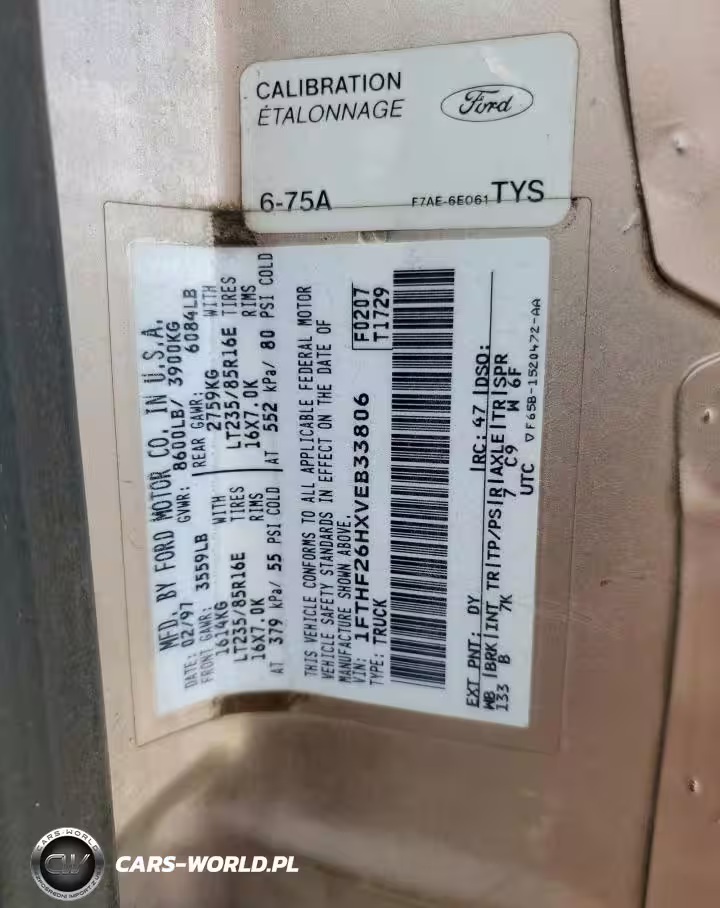 CALIBRATION
ÉTALONNAGE
Ford
6-75A
F7AE-6E061 TYS
MFD. BY FORD MOTOR CO. IN U.S.A.
DATE: 02/97 GVWR: 8600LB/ 3900KG
FRONT GAWR: 3559LB REAR GAWR: 6084LB
1614KG WITH 2759KG WITH
LT235/85R16E TIRES LT235/85R16E TIRES
16X7.0K RIMS 16X7.0K RIMS
AT 379 kPa/ 55 PSI COLD AT 552 kPa/ 80 PSI COLD
THIS VEHICLE CONFORMS TO ALL APPLICABLE FEDERAL MOTOR
VEHICLE SAFETY STANDARDS IN EFFECT ON THE DATE OF
MANUFACTURE SHOWN ABOVE.
VIN: 1FTHF26HXVEB33806 F0207
TYPE: TRUCK T1729
EXT PNT: DY RC: 47 DSO:
WB BRK INT TR TP/PS R AXLE TR SPR
133 B 7K 7 C9 W 6F
UTC ▽F65B-1520472-AA
CARS-WORLD
CW
CARS-WORLD.PL